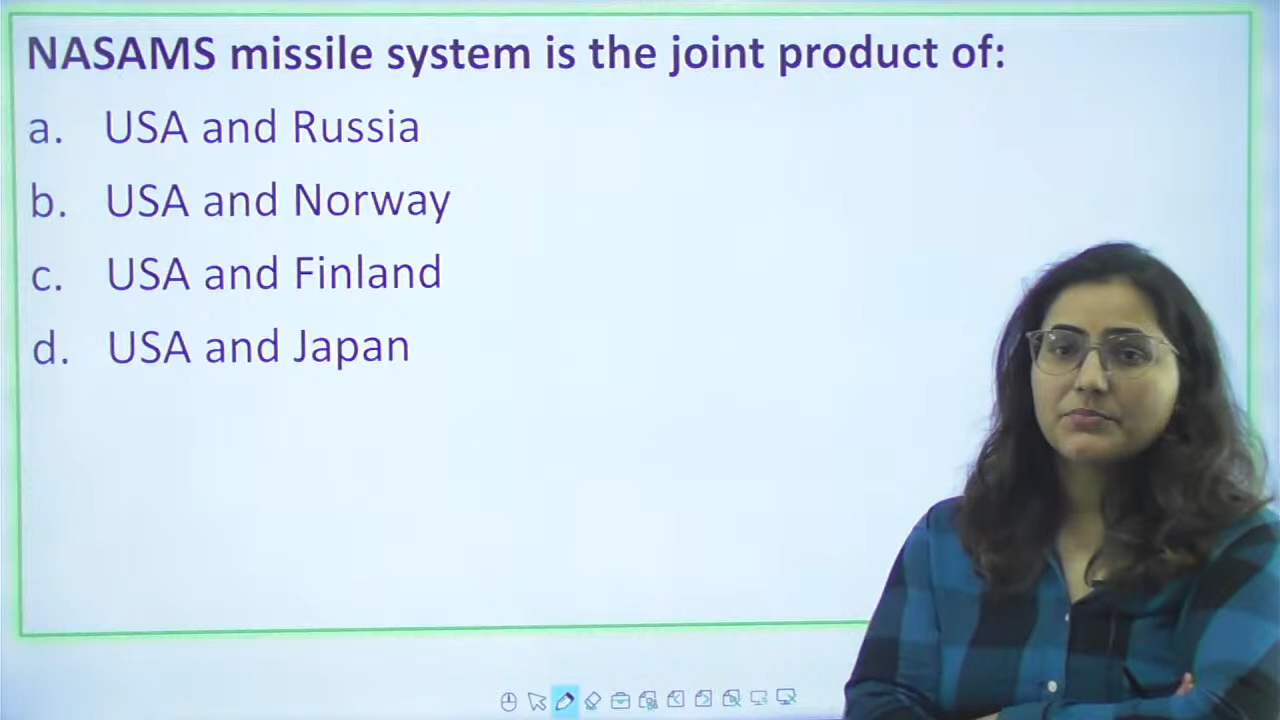 NASAMS missile system is the joint product of:
a. USA and Russia
b. USA and Norway
c. USA and Finland
d. USA and Japan